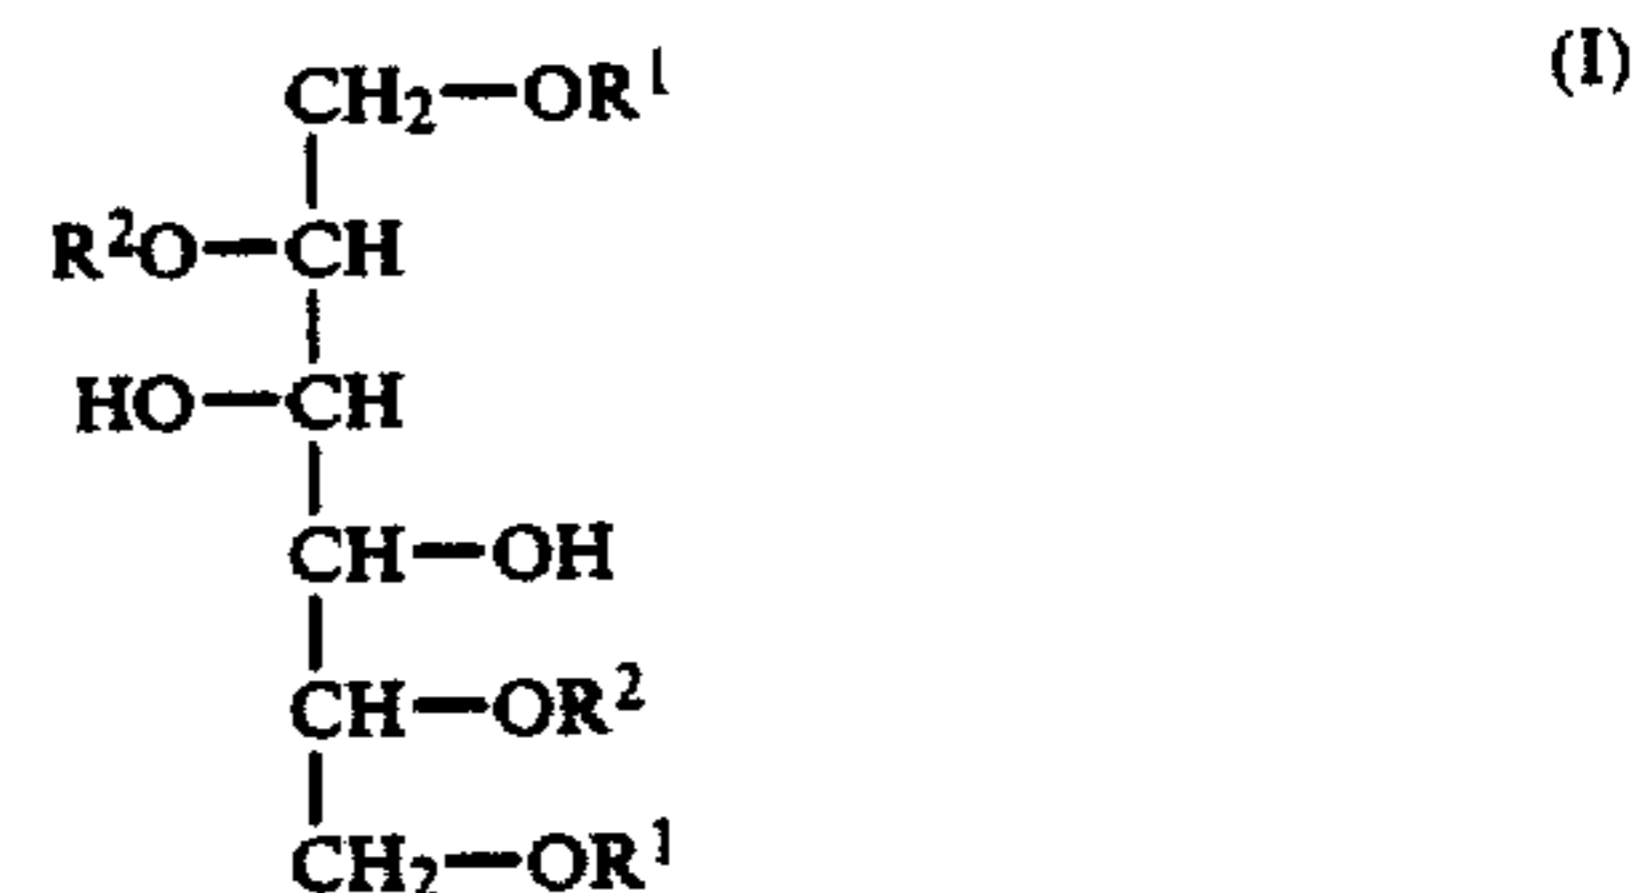 (I)
CH₂—OR¹
R²O—CH
HO—CH
CH—OH
CH—OR²
CH₂—OR¹